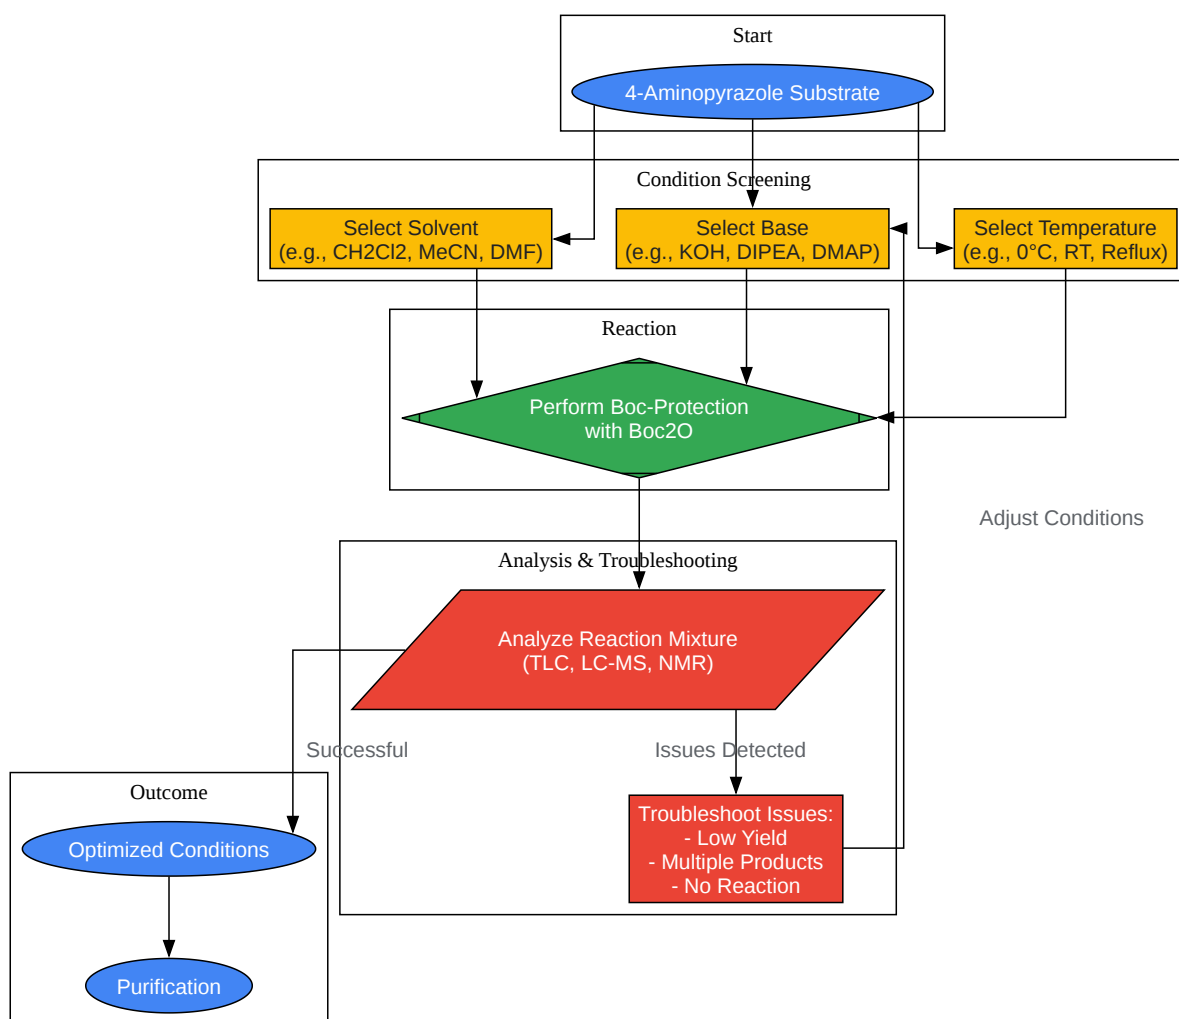 Start
4-Aminopyrazole Substrate
Condition Screening
Select Solvent
(e.g., CH2Cl2, MeCN, DMF)
Select Base
(e.g., KOH, DIPEA, DMAP)
Select Temperature
(e.g., 0°C, RT, Reflux)
Reaction
Perform Boc-Protection
with Boc2O
Adjust Conditions
Analysis & Troubleshooting
Analyze Reaction Mixture
(TLC, LC-MS, NMR)
Successful
Issues Detected
Outcome
Optimized Conditions
Troubleshoot Issues:
- Low Yield
- Multiple Products
- No Reaction
Purification